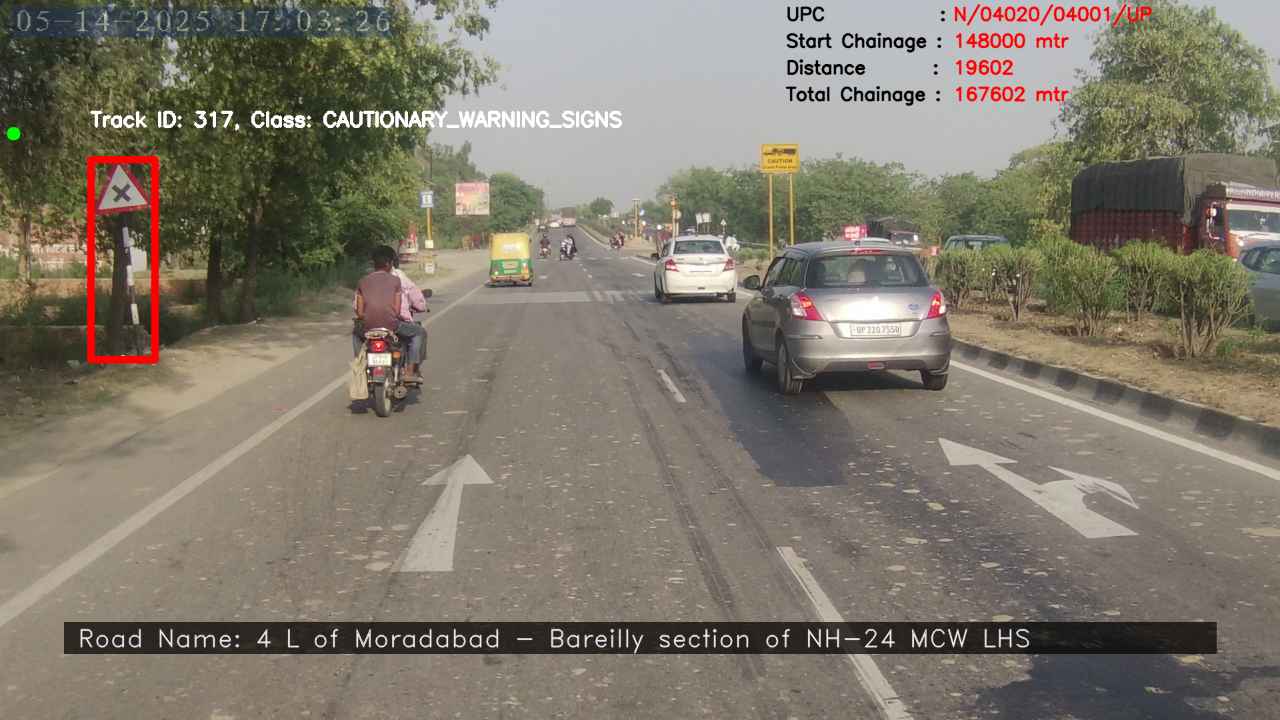 05-14-2025 17:03:26
UPC : N/04020/04001/UP
Start Chainage : 148000 mtr
Distance : 19602
Total Chainage : 167602 mtr
Track ID: 317, Class: CAUTIONARY_WARNING_SIGNS
CAUTION
Road Name: 4 L of Moradabad - Bareilly section of NH-24 MCW LHS